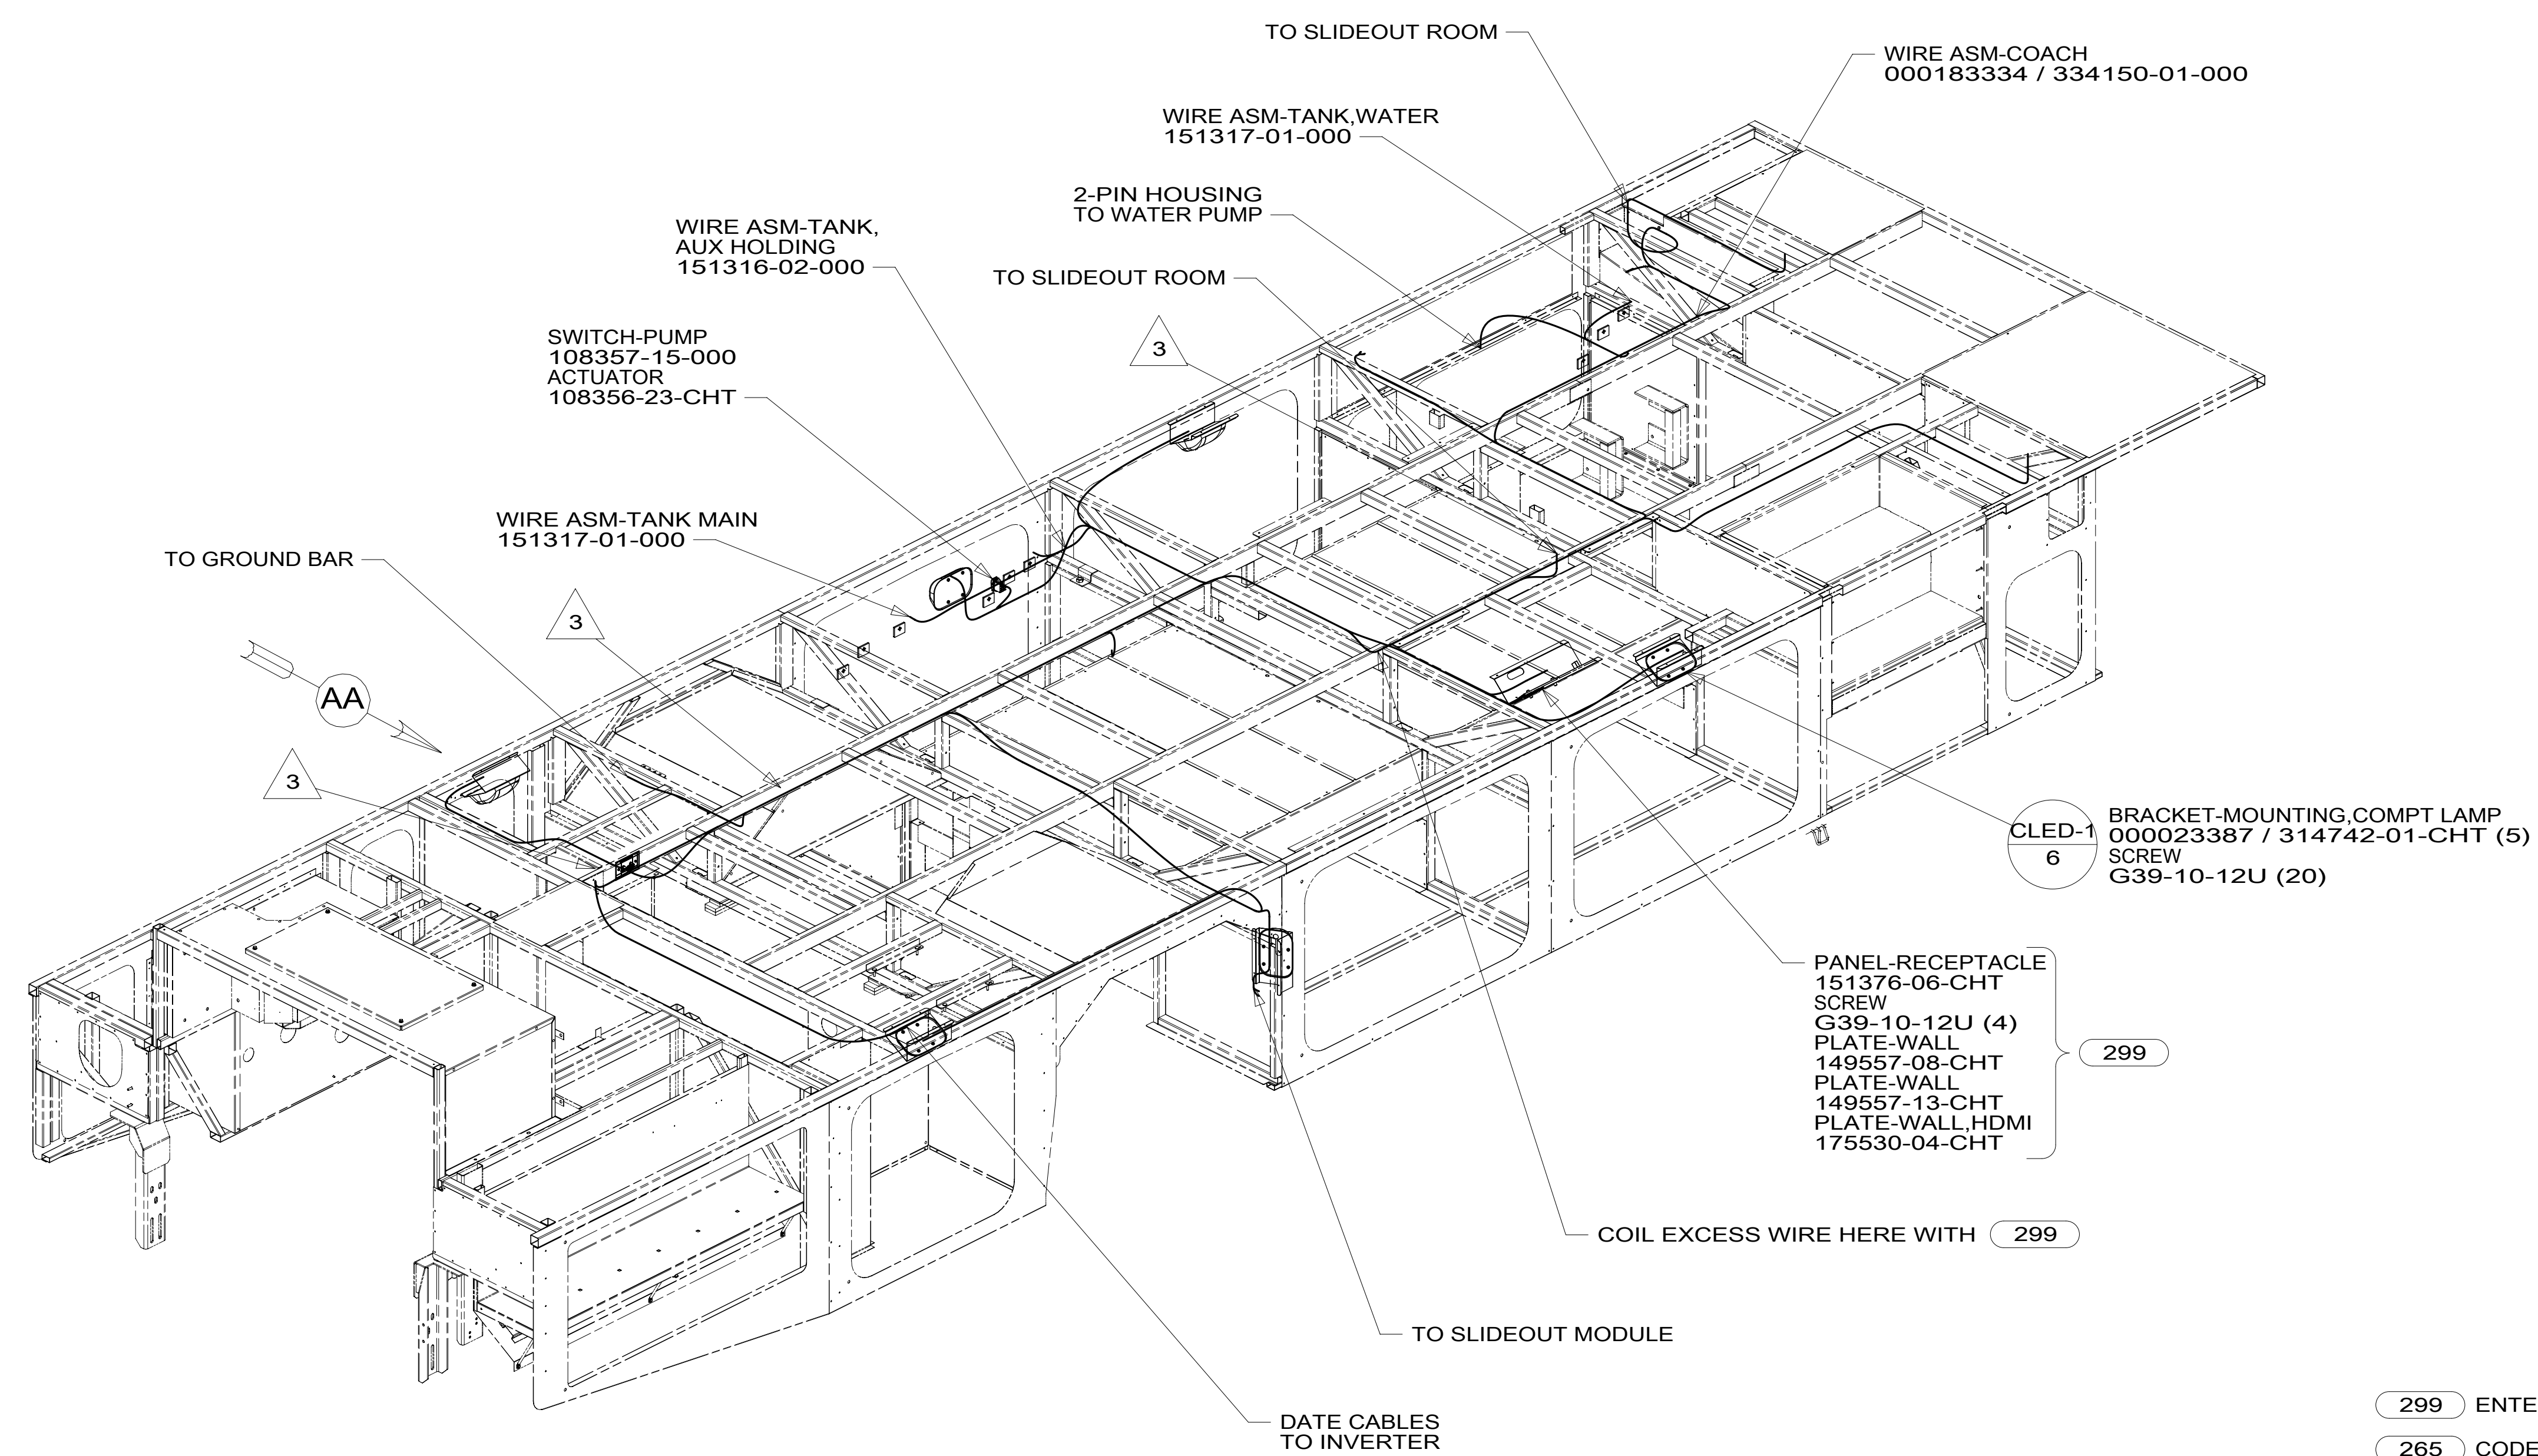 TO SLIDEOUT ROOM
WIRE ASM-COACH
000183334 / 334150-01-000
WIRE ASM-TANK,WATER
151317-01-000
2-PIN HOUSING
TO WATER PUMP
WIRE ASM-TANK,
AUX HOLDING
151316-02-000
TO SLIDEOUT ROOM
SWITCH-PUMP
108357-15-000
ACTUATOR
108356-23-CHT
3
WIRE ASM-TANK MAIN
151317-01-000
TO GROUND BAR
3
AA
3
CLED-1
6
BRACKET-MOUNTING,COMPT LAMP
000023387 / 314742-01-CHT (5)
SCREW
G39-10-12U (20)
PANEL-RECEPTACLE
151376-06-CHT
SCREW
G39-10-12U (4)
PLATE-WALL
149557-08-CHT
PLATE-WALL
149557-13-CHT
PLATE-WALL,HDMI
175530-04-CHT
299
COIL EXCESS WIRE HERE WITH 299
TO SLIDEOUT MODULE
DATE CABLES
TO INVERTER
299 ENTE
265 CODE